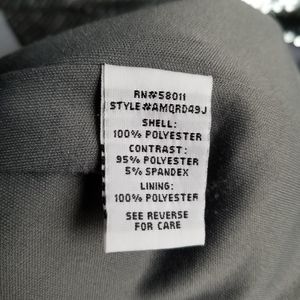 RN#58011
STYLE#AMQRD49J
SHELL:
100% POLYESTER
CONTRAST:
95% POLYESTER
5% SPANDEX
LINING:
100% POLYESTER
SEE REVERSE
FOR CARE